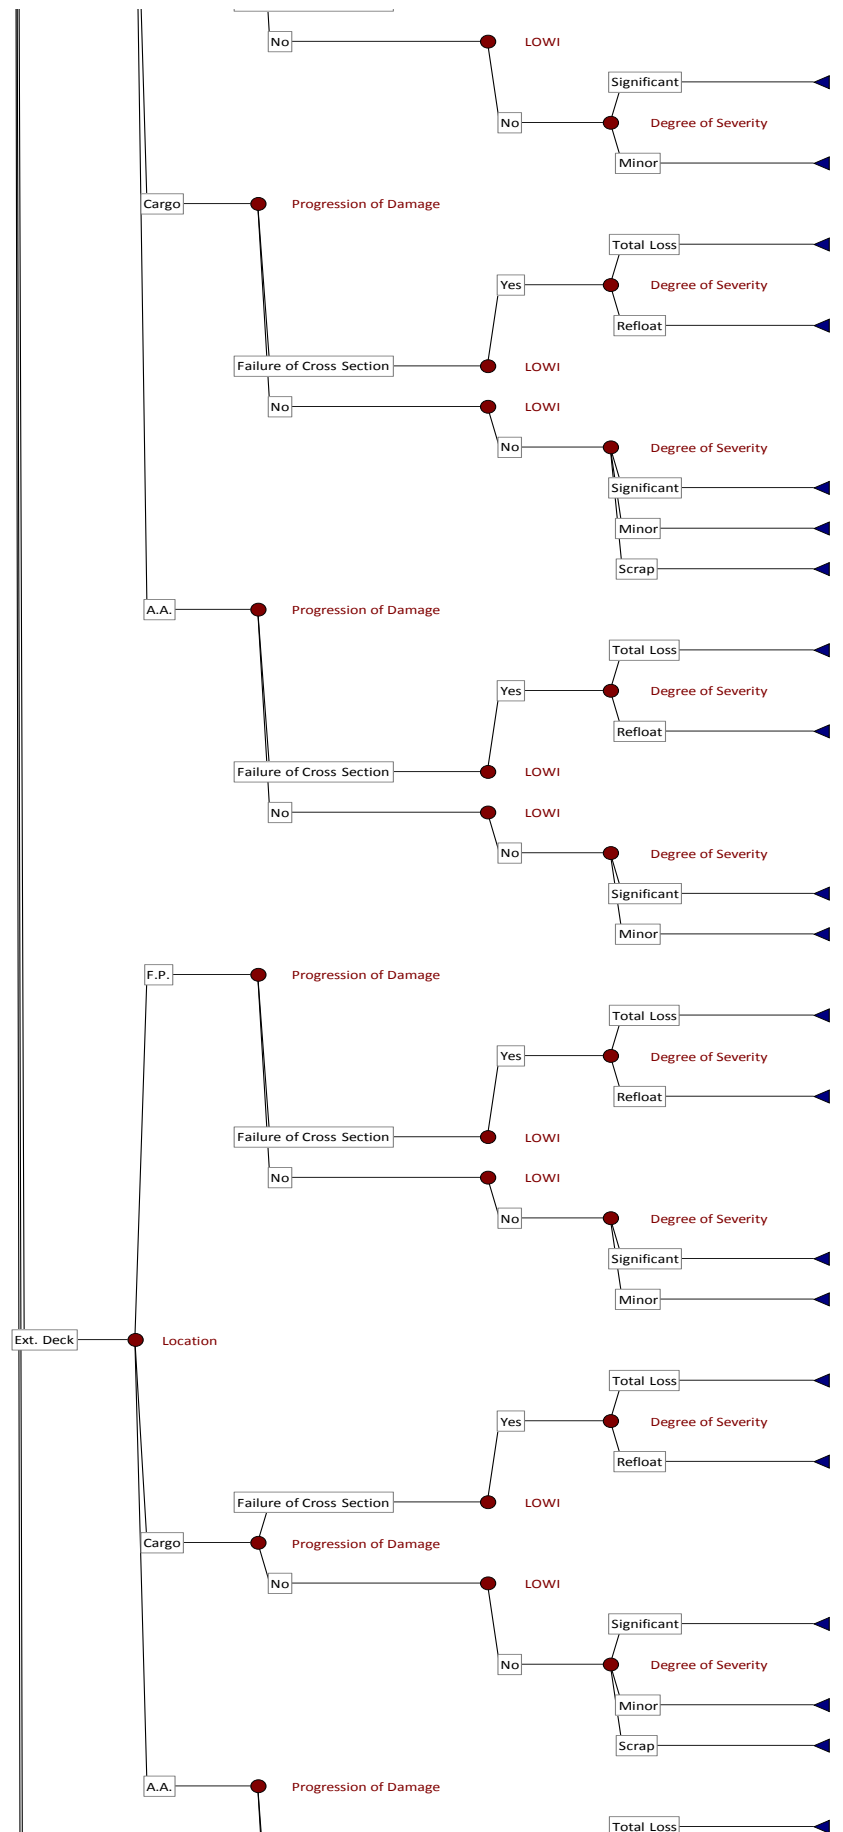 No
LOWI
Significant
No
Degree of Severity
Minor
Cargo
Progression of Damage
Total Loss
Yes
Degree of Severity
Refloat
Failure of Cross Section
LOWI
No
LOWI
No
Degree of Severity
Significant
Minor
Scrap
A.A.
Progression of Damage
Total Loss
Yes
Degree of Severity
Refloat
Failure of Cross Section
LOWI
No
LOWI
No
Degree of Severity
Significant
Minor
F.P.
Progression of Damage
Total Loss
Yes
Degree of Severity
Refloat
Failure of Cross Section
LOWI
No
LOWI
No
Degree of Severity
Significant
Minor
Ext. Deck
Location
Total Loss
Yes
Degree of Severity
Refloat
Failure of Cross Section
LOWI
Cargo
Progression of Damage
No
LOWI
Significant
No
Degree of Severity
Minor
Scrap
A.A.
Progression of Damage
Total Loss